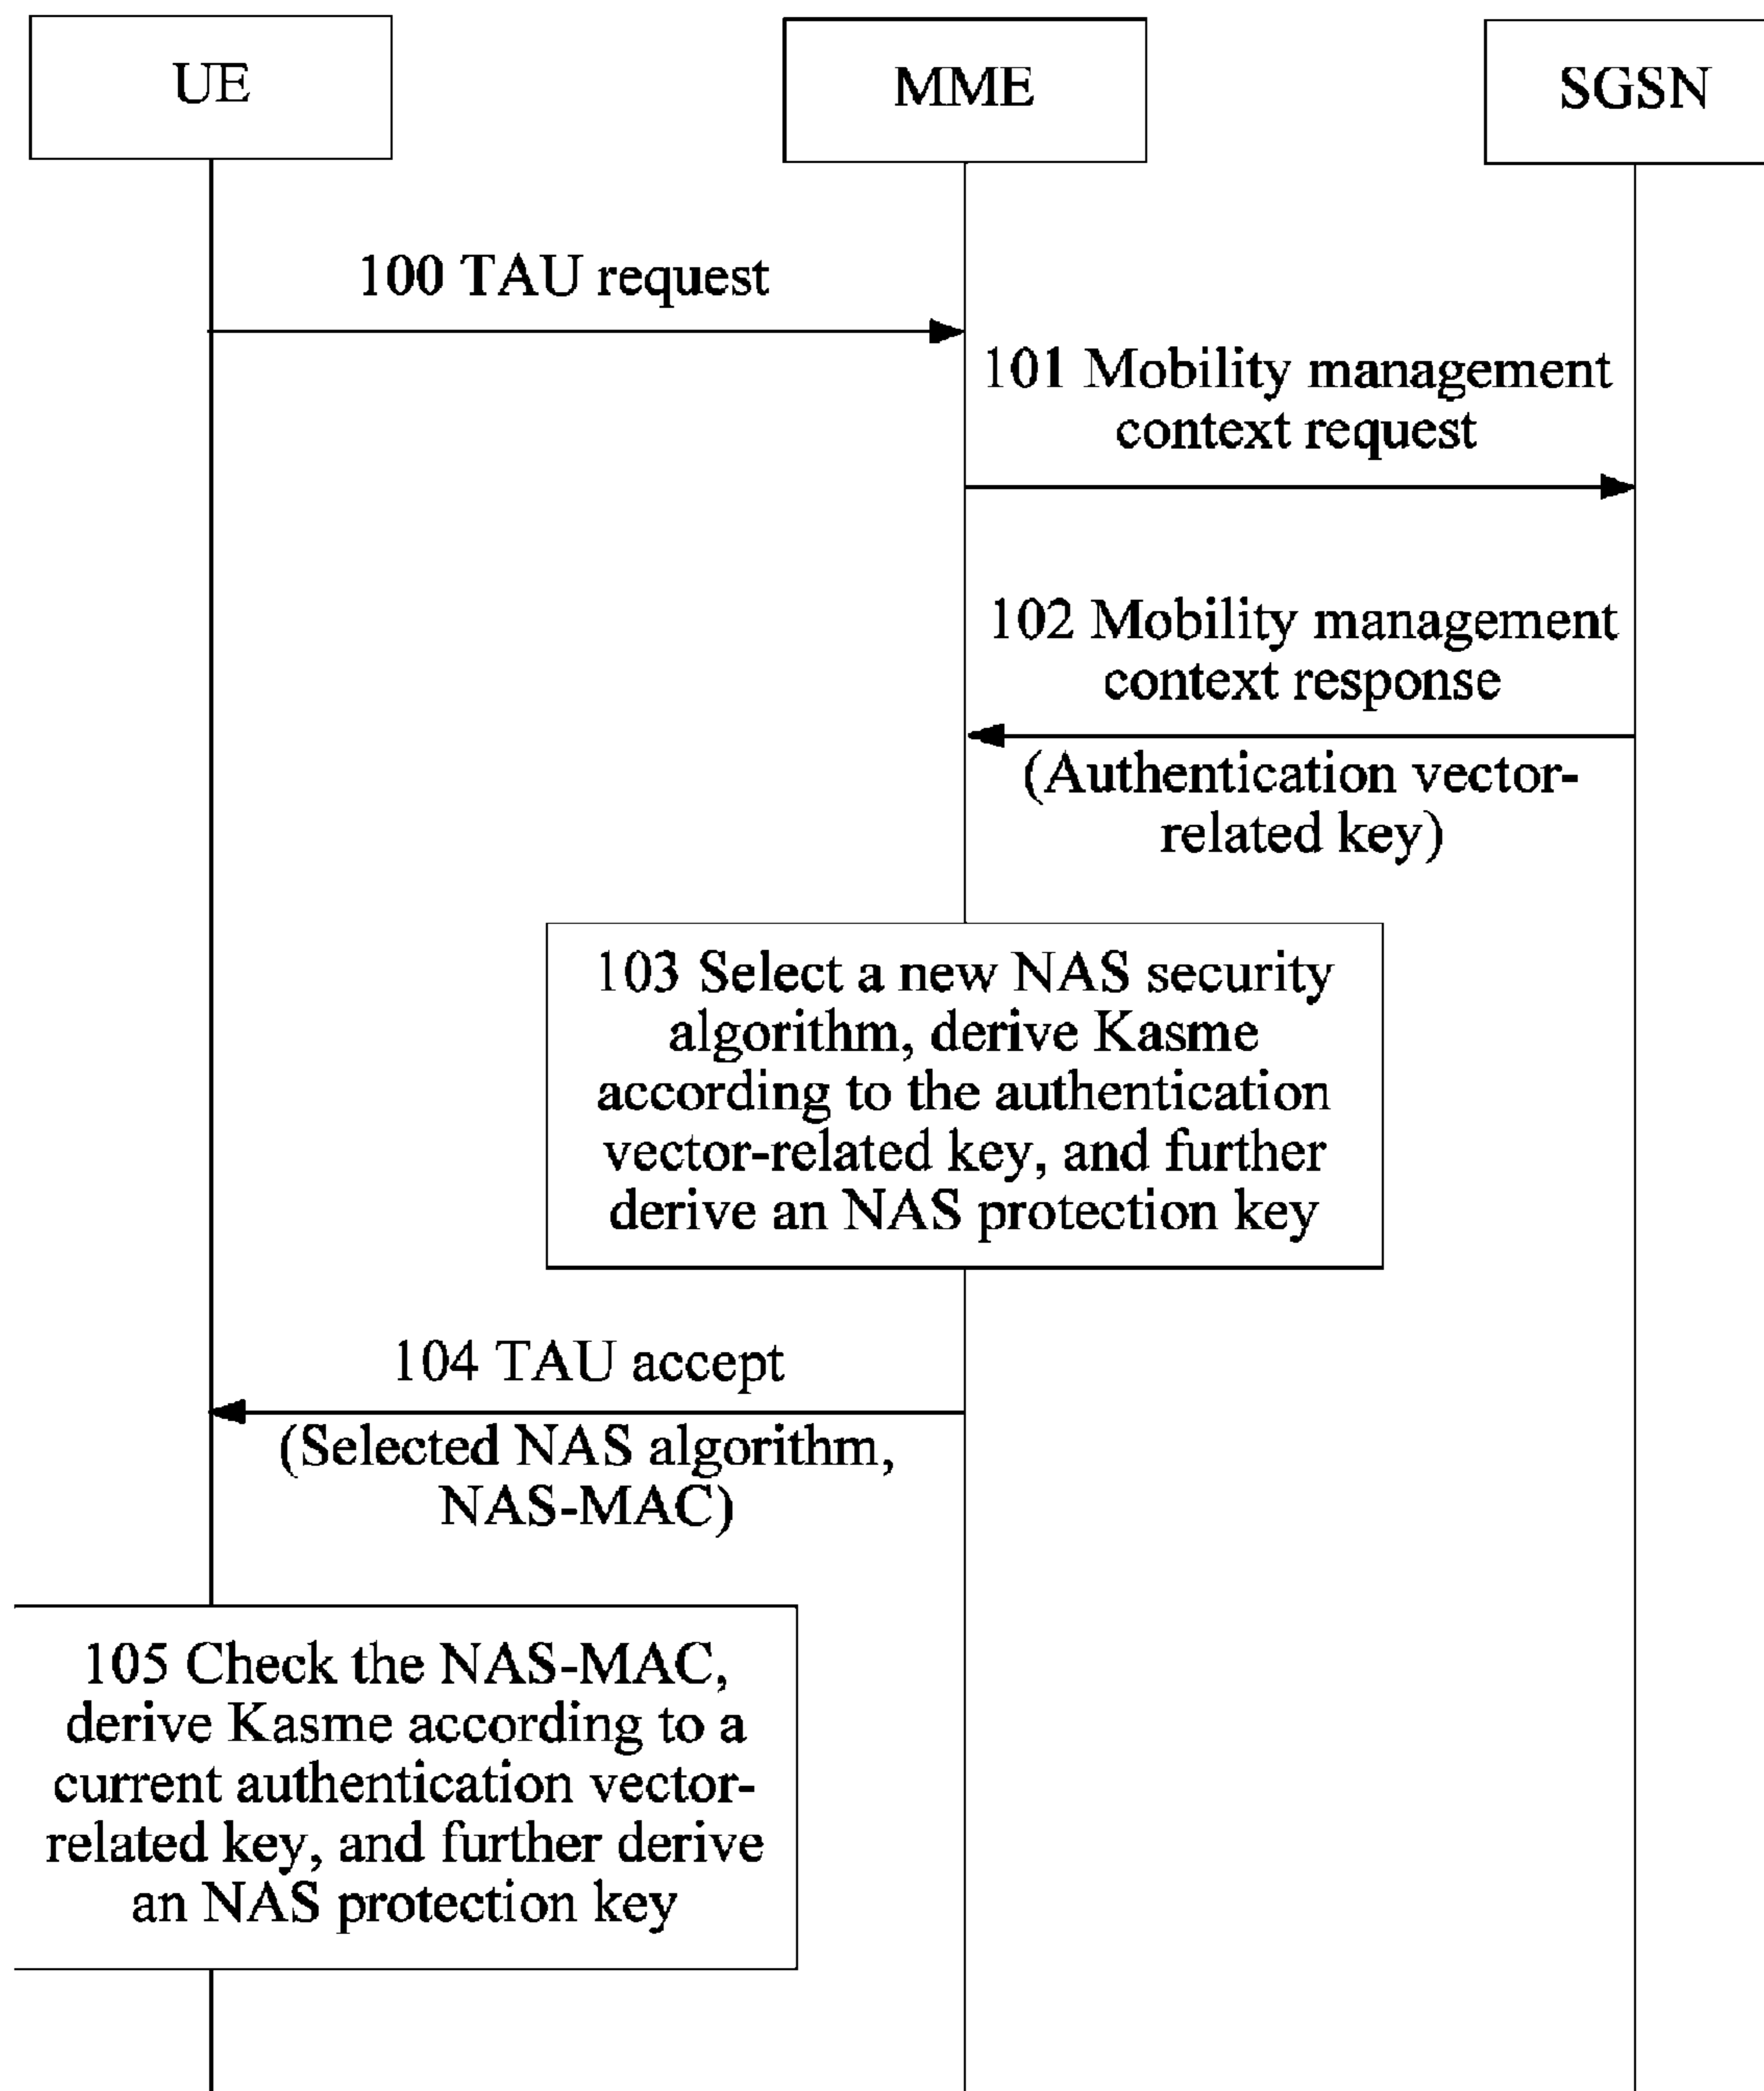 UE
MME
SGSN
100 TAU request
101 Mobility management
context request
102 Mobility management
context response
(Authentication vector-
related key)
103 Select a new NAS security
algorithm, derive Kasme
according to the authentication
vector-related key, and further
derive an NAS protection key
104 TAU accept
(Selected NAS algorithm,
NAS-MAC)
105 Check the NAS-MAC,
derive Kasme according to a
current authentication vector-
related key, and further derive
an NAS protection key